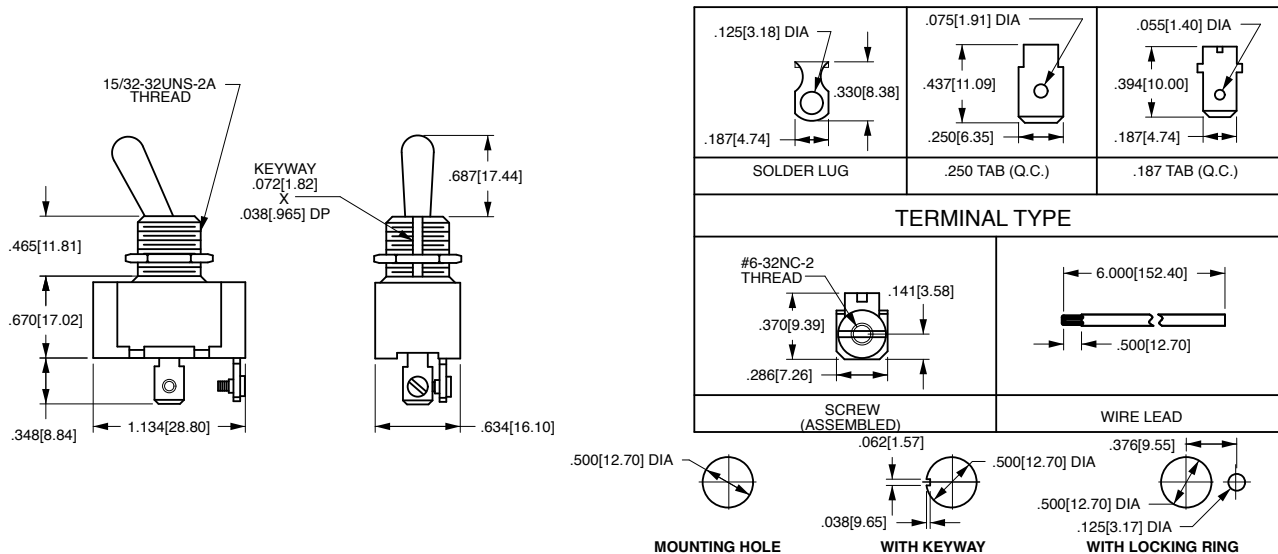 15/32-32UNS-2A
THREAD
.465[11.81]
.670[17.02]
.348[8.84]
1.134[28.80]
KEYWAY
.072[1.82]
X
.038[.965] DP
.687[17.44]
.634[16.10]
.125[3.18] DIA
.330[8.38]
.187[4.74]
SOLDER LUG
.075[1.91] DIA
.437[11.09]
.250[6.35]
.250 TAB (Q.C.)
.055[1.40] DIA
.394[10.00]
.187[4.74]
.187 TAB (Q.C.)
TERMINAL TYPE
#6-32NC-2
THREAD
.141[3.58]
.370[9.39]
.286[7.26]
SCREW
(ASSEMBLED)
6.000[152.40]
.500[12.70]
WIRE LEAD
.500[12.70] DIA
MOUNTING HOLE
.062[1.57]
.500[12.70] DIA
.038[9.65]
WITH KEYWAY
.376[9.55]
.500[12.70] DIA
.125[3.17] DIA
WITH LOCKING RING